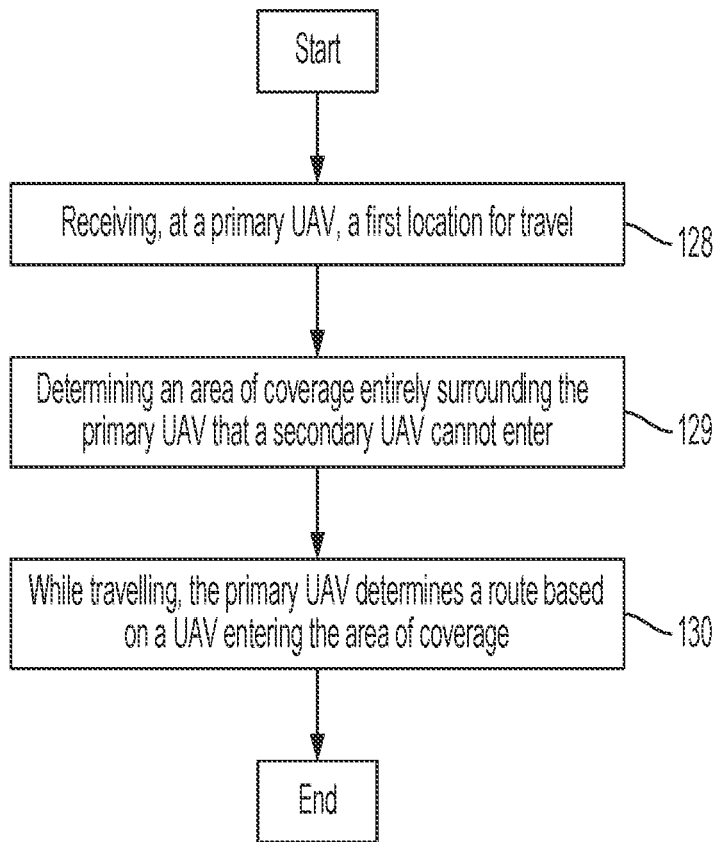 Start
Receiving, at a primary UAV, a first location for travel
128
Determining an area of coverage entirely surrounding the
primary UAV that a secondary UAV cannot enter
129
While travelling, the primary UAV determines a route based
on a UAV entering the area of coverage
130
End